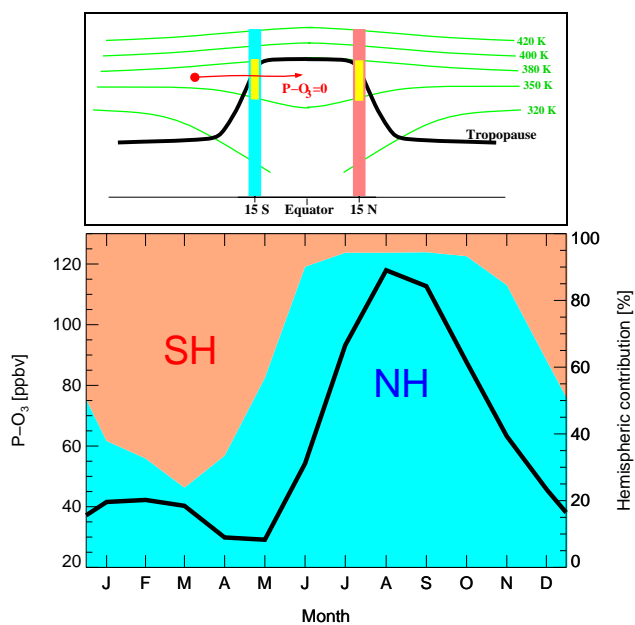 420 K
400 K
380 K
350 K
320 K
P−O3=0
Tropopause
15 S Equator 15 N
120
100
80
60
40
20
100
80
60
40
20
0
P−O3 [ppbv]
Hemispheric contribution [%]
SH
NH
J F M A M J J A S O N D
Month